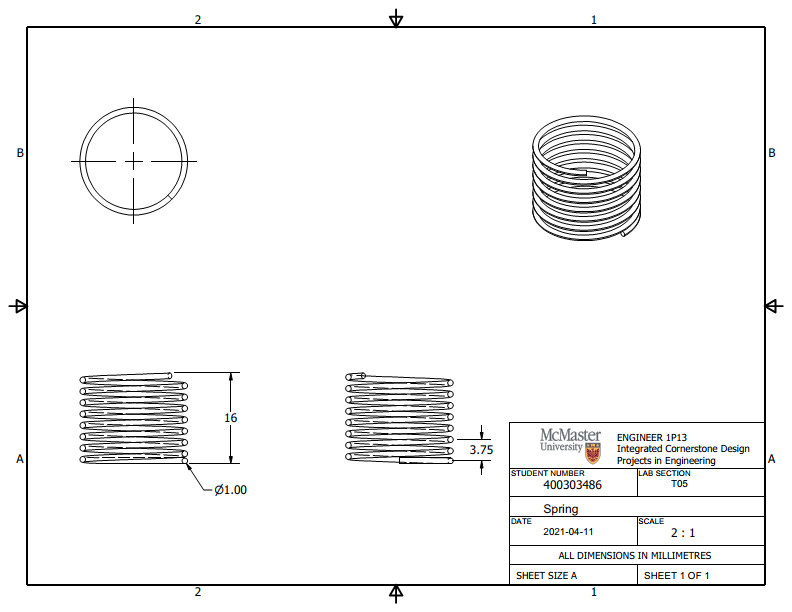 2
1
B
B
16
3.75
Ø1.00
A
A
McMaster
University
ENGINEER 1P13
Integrated Cornerstone Design
Projects in Engineering
STUDENT NUMBER
400303486
LAB SECTION
T05
Spring
DATE
2021-04-11
SCALE
2 : 1
ALL DIMENSIONS IN MILLIMETRES
SHEET SIZE A
SHEET 1 OF 1
2
1